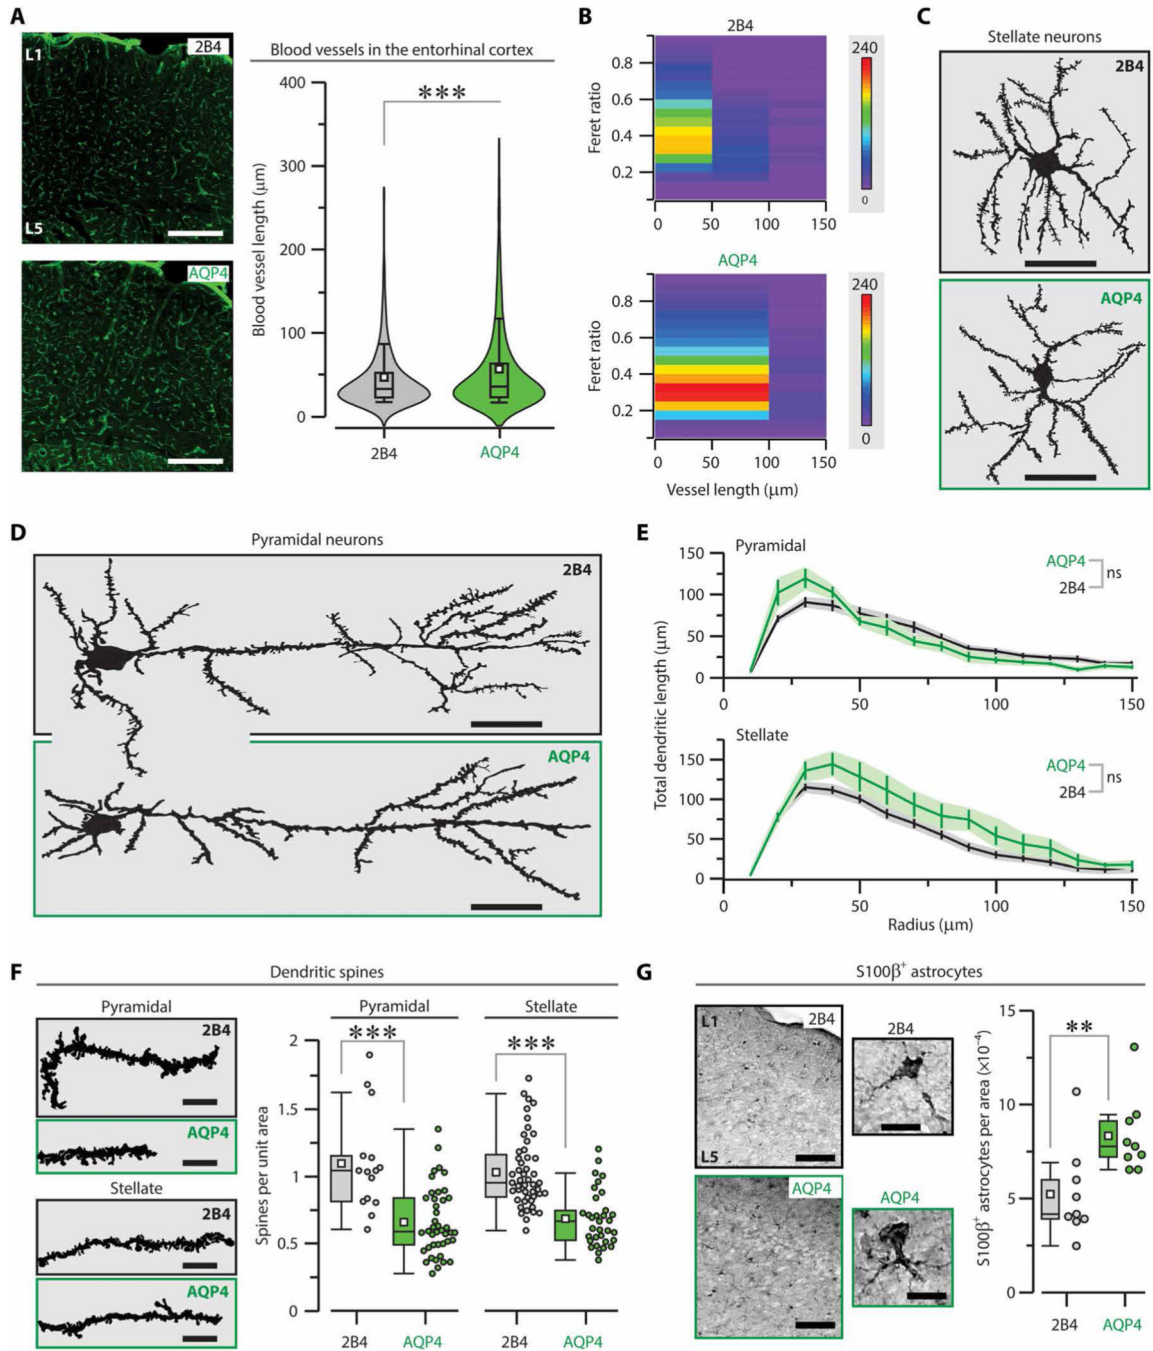 A
2B4
L1
L5
AQP4
Blood vessels in the entorhinal cortex
Blood vessel length (μm)
400
300
200
100
0
***
2B4
AQP4
B
2B4
Feret ratio
0.8
0.6
0.4
0.2
0
50
100
150
240
0
AQP4
Feret ratio
0.8
0.6
0.4
0.2
0
50
100
150
240
0
Vessel length (μm)
C
Stellate neurons
2B4
AQP4
D
Pyramidal neurons
2B4
AQP4
E
Total dendritic length (μm)
Pyramidal
150
100
50
0
0
50
100
150
AQP4
2B4
ns
Stellate
150
100
50
0
0
50
100
150
AQP4
2B4
ns
Radius (μm)
F
Dendritic spines
Pyramidal
2B4
AQP4
Stellate
2B4
AQP4
Pyramidal
Stellate
Spines per unit area
2
1.5
1
0.5
0
***
***
2B4
AQP4
2B4
AQP4
G
S100β+ astrocytes
L1
2B4
L5
AQP4
2B4
AQP4
S100β+ astrocytes per area (×10−4)
15
10
5
0
**
2B4
AQP4